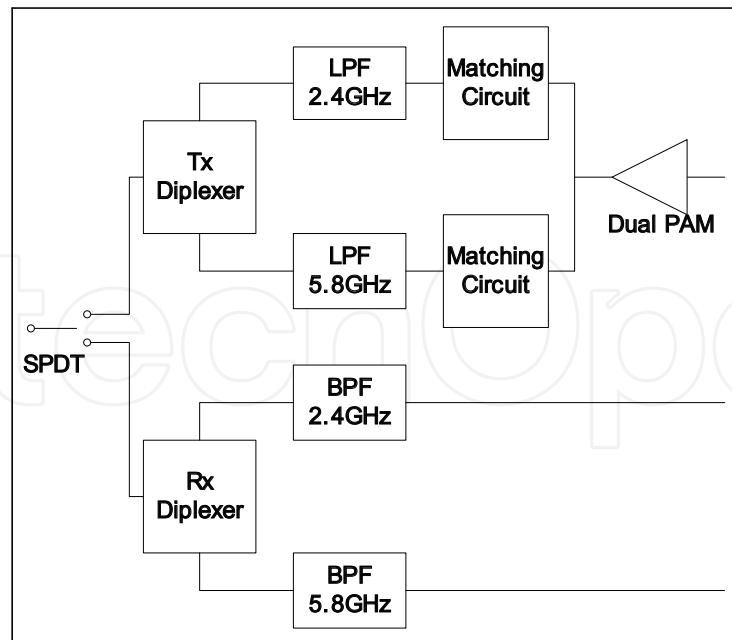 LPF
2.4GHz
Matching
Circuit
Tx
Diplexer
Dual PAM
LPF
5.8GHz
Matching
Circuit
SPDT
BPF
2.4GHz
Rx
Diplexer
BPF
5.8GHz